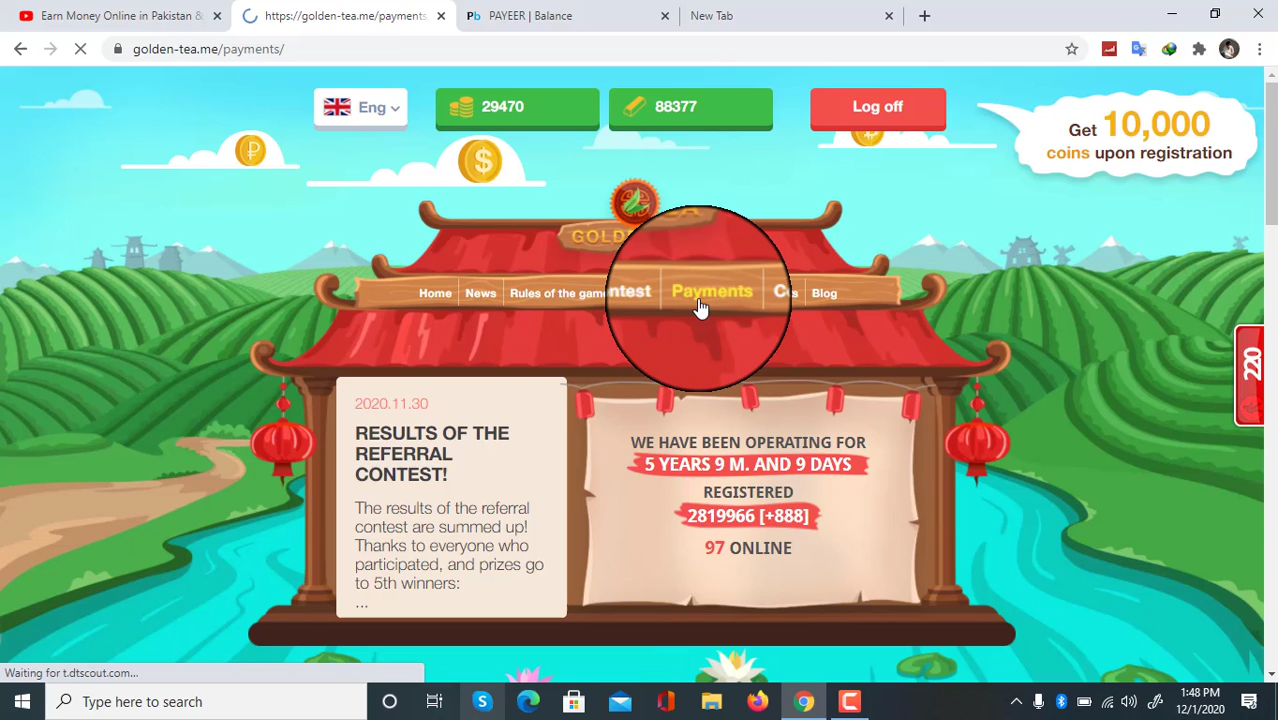 Earn Money Online in Pakistan &
https://golden-tea.me/payments
PAYEER | Balance
New Tab
golden-tea.me/payments/
Eng
29470
88377
Log off
Get 10,000
coins upon registration
GOLD
Home
News
Rules of the game
ntest
Payments
Co
s
Blog
2020.11.30
RESULTS OF THE
REFERRAL
CONTEST!
The results of the referral
contest are summed up!
Thanks to everyone who
participated, and prizes go
to 5th winners:
...
WE HAVE BEEN OPERATING FOR
5 YEARS 9 M. AND 9 DAYS
REGISTERED
2819966 [+888]
97 ONLINE
220
Waiting for t.dtscout.com...
Type here to search
1:48 PM
12/1/2020